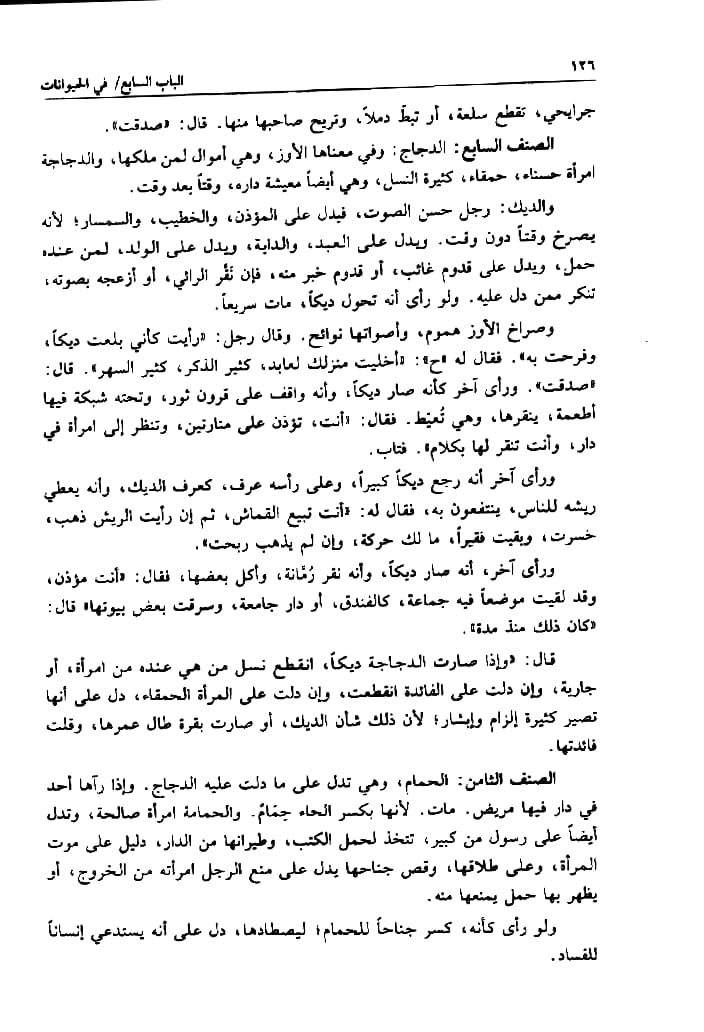 ١٢٦
الباب السابع/ في الحيوانات
جرايحي، تقطع سلعة، أو تبطّ دملاً، وتريح صاحبها منها. قال: «صدقت».
الصنف السابع: الدجاج: وفي معناها الأوز، وهي أموال لمن ملكها، والدجاجة
امرأة حسناء، حمقاء، كثيرة النسل، وهي أيضاً معيشة داره، وقتاً بعد وقت.
والديك: رجل حسن الصوت، فيدل على المؤذن، والخطيب، والسمسار؛ لأنه
يصرخ وقتاً دون وقت. ويدل على العبد، والداية، ويدل على الولد، لمن عنده
حمل، ويدل على قدوم غائب، أو قدوم خبر منه، فإن نَقْر الرائي، أو أزعجه بصوته،
تنكر ممن دل عليه. ولو رأى أنه تحول ديكاً، مات سريعاً.
وصراخ الأوز هموم، وأصواتها نوائح. وقال رجل: «رأيت كأني بلعت ديكاً،
وفرحت به». فقال له «ح»: «أخليت منزلك لعابد، كثير الذكر، كثير السهر». قال:
«صدقت». ورأى آخر كأنه صار ديكاً، وأنه واقف على قرون ثور، وتحته شبكة فيها
أطعمة، ينقرها، وهي تُعيّط. فقال: «أنت، تؤذن على منارتين، وتنظر إلى امرأة في
دار، وأنت تنقر لها بكلام». فتاب.
ورأى آخر أنه رجع ديكاً كبيراً، وعلى رأسه عرف، كعرف الديك، وأنه يعطي
ريشه للناس، ينتفعون به، فقال له: «أنت تبيع القماش، ثم إن رأيت الريش ذهب،
خسرت، وبقيت فقيراً، ما لك حركة، وإن لم يذهب ربحت».
ورأى آخر، أنه صار ديكاً، وأنه نقر رُمَّانة، وأكل بعضها، فقال: «أنت مؤذن،
وقد لقيت موضعاً فيه جماعة، كالفندق، أو دار جامعة، وسرقت بعض بيوتها» قال:
«كان ذلك منذ مدة».
قال: «وإذا صارت الدجاجة ديكاً، انقطع نسل من هي عنده من امرأة، أو
جارية، وإن دلت على الفائدة انقطعت، وإن دلت على المرأة الحمقاء، دل على أنها
تصير كثيرة إلزام وإيشار؛ لأن ذلك شأن الديك، أو صارت بقرة طال عمرها، وقلت
فائدتها.
الصنف الثامن: الحمام، وهي تدل على ما دلت عليه الدجاج. وإذا رآها أحد
في دار فيها مريض. مات. لأنها بكسر الحاء جمّامٌ. والحمامة امرأة صالحة، وتدل
أيضاً على رسول من كبير، تتخذ لحمل الكتب، وطيرانها من الدار، دليل على موت
المرأة، وعلى طلاقها، وقص جناحها يدل على منع الرجل امرأته من الخروج، أو
يظهر بها حمل يمنعها منه.
ولو رأى كأنه، كسر جناحاً للحمام؛ ليصطادها، دل على أنه يستدعي إنساناً
للفساد.